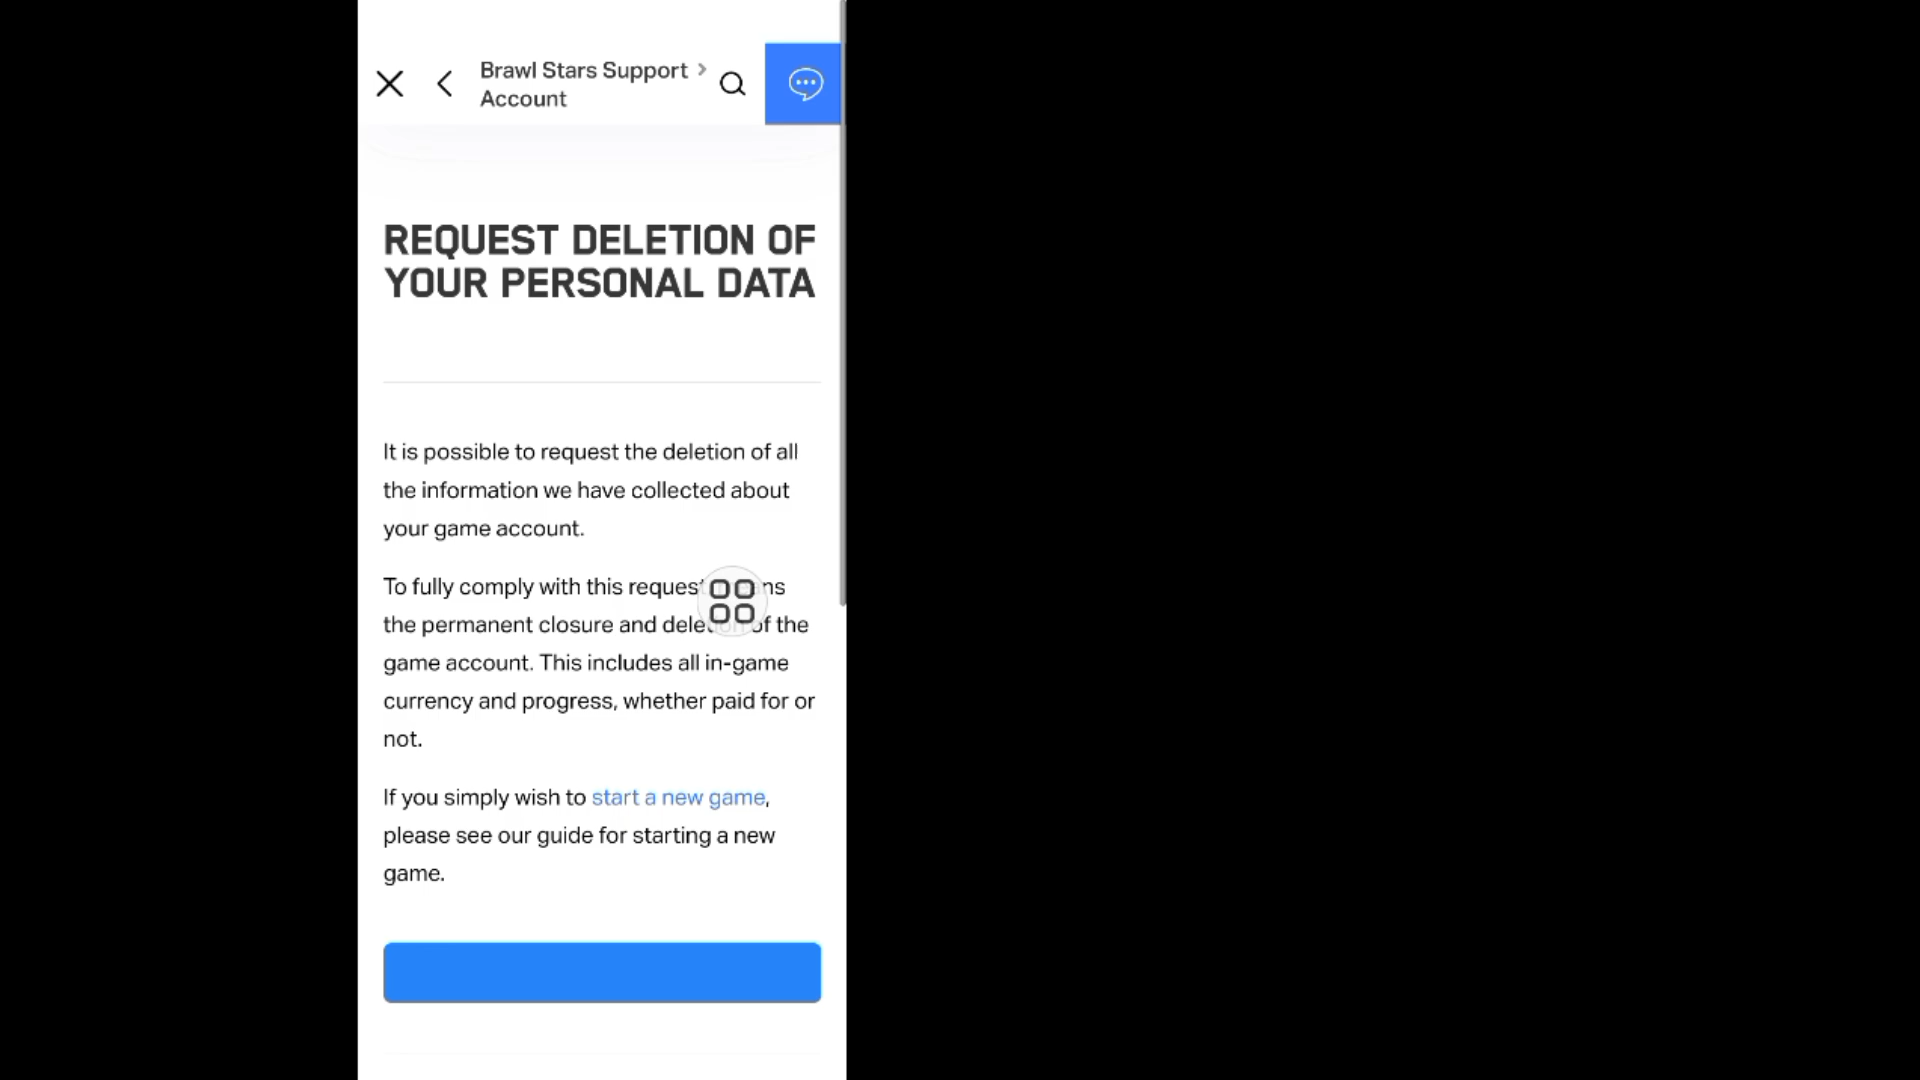 Brawl Stars Support >
Account
REQUEST DELETION OF
YOUR PERSONAL DATA
It is possible to request the deletion of all
the information we have collected about
your game account.
To fully comply with this request means
the permanent closure and deletion of the
game account. This includes all in-game
currency and progress, whether paid for or
not.
If you simply wish to start a new game,
please see our guide for starting a new
game.